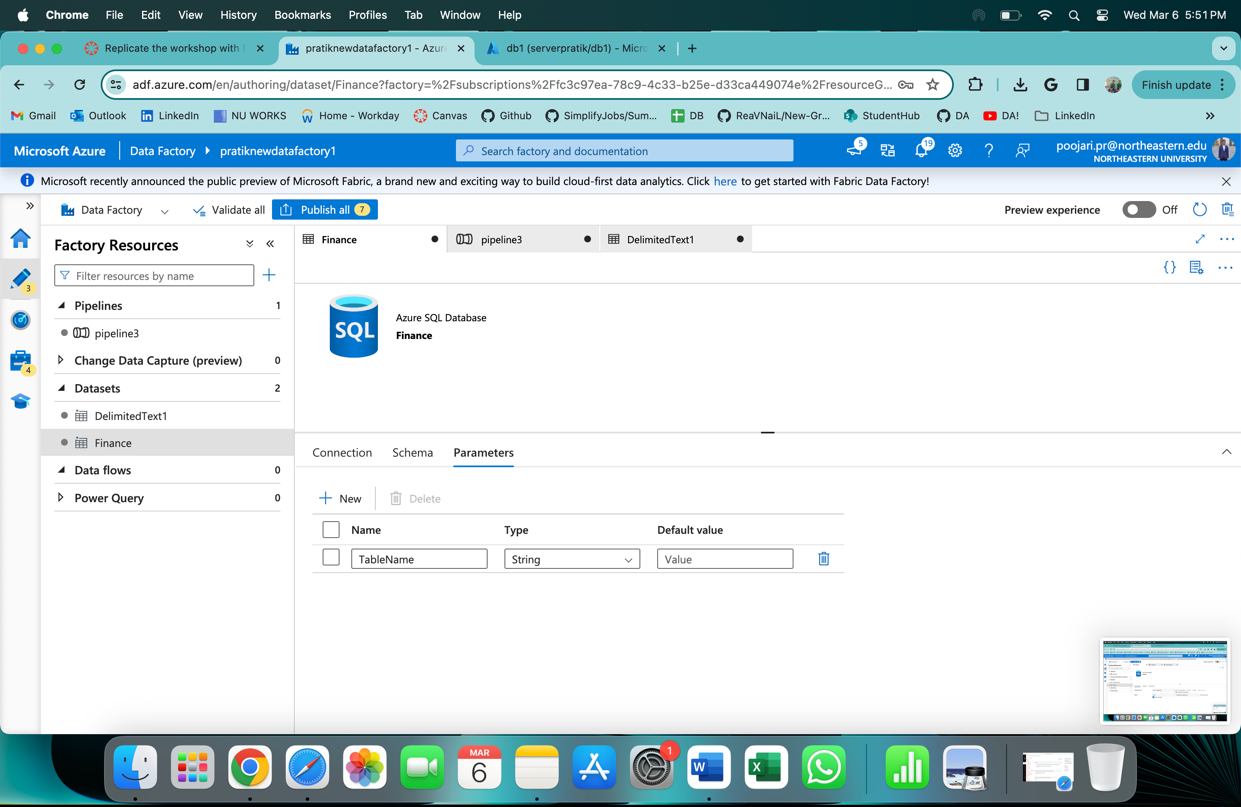 Chrome File Edit View History Bookmarks Profiles Tab Window Help Wed Mar 6 5:51 PM
Replicate the workshop with pratiknewdatafactory1 - Azur db1 (serverpratik/db1) - Micro
adf.azure.com/en/authoring/dataset/Finance?factory=%2Fsubscriptions%2Ffc3c97ea-78c9-4c33-b25e-d33ca449074e%2FresourceG... Finish update
Gmail Outlook LinkedIn NU WORKS Home - Workday Canvas Github SimplifyJobs/Sum... DB ReaVNaiL/New-Gr... StudentHub DA DA! LinkedIn
Microsoft Azure Data Factory pratiknewdatafactory1 Search factory and documentation 5 19 poojari.pr@northeastern.edu
NORTHEASTERN UNIVERSITY
Microsoft recently announced the public preview of Microsoft Fabric, a brand new and exciting way to build cloud-first data analytics. Click here to get started with Fabric Data Factory!
Data Factory Validate all Publish all 7 Preview experience Off
Factory Resources
Filter resources by name
Pipelines 1
pipeline3
Change Data Capture (preview) 0
Datasets 2
DelimitedText1
Finance
Data flows 0
Power Query 0
3
4
Finance pipeline3 DelimitedText1
{}
SQL
Azure SQL Database
Finance
Connection Schema Parameters
New Delete
Name Type Default value
TableName String Value
MAR
6
1
W
X